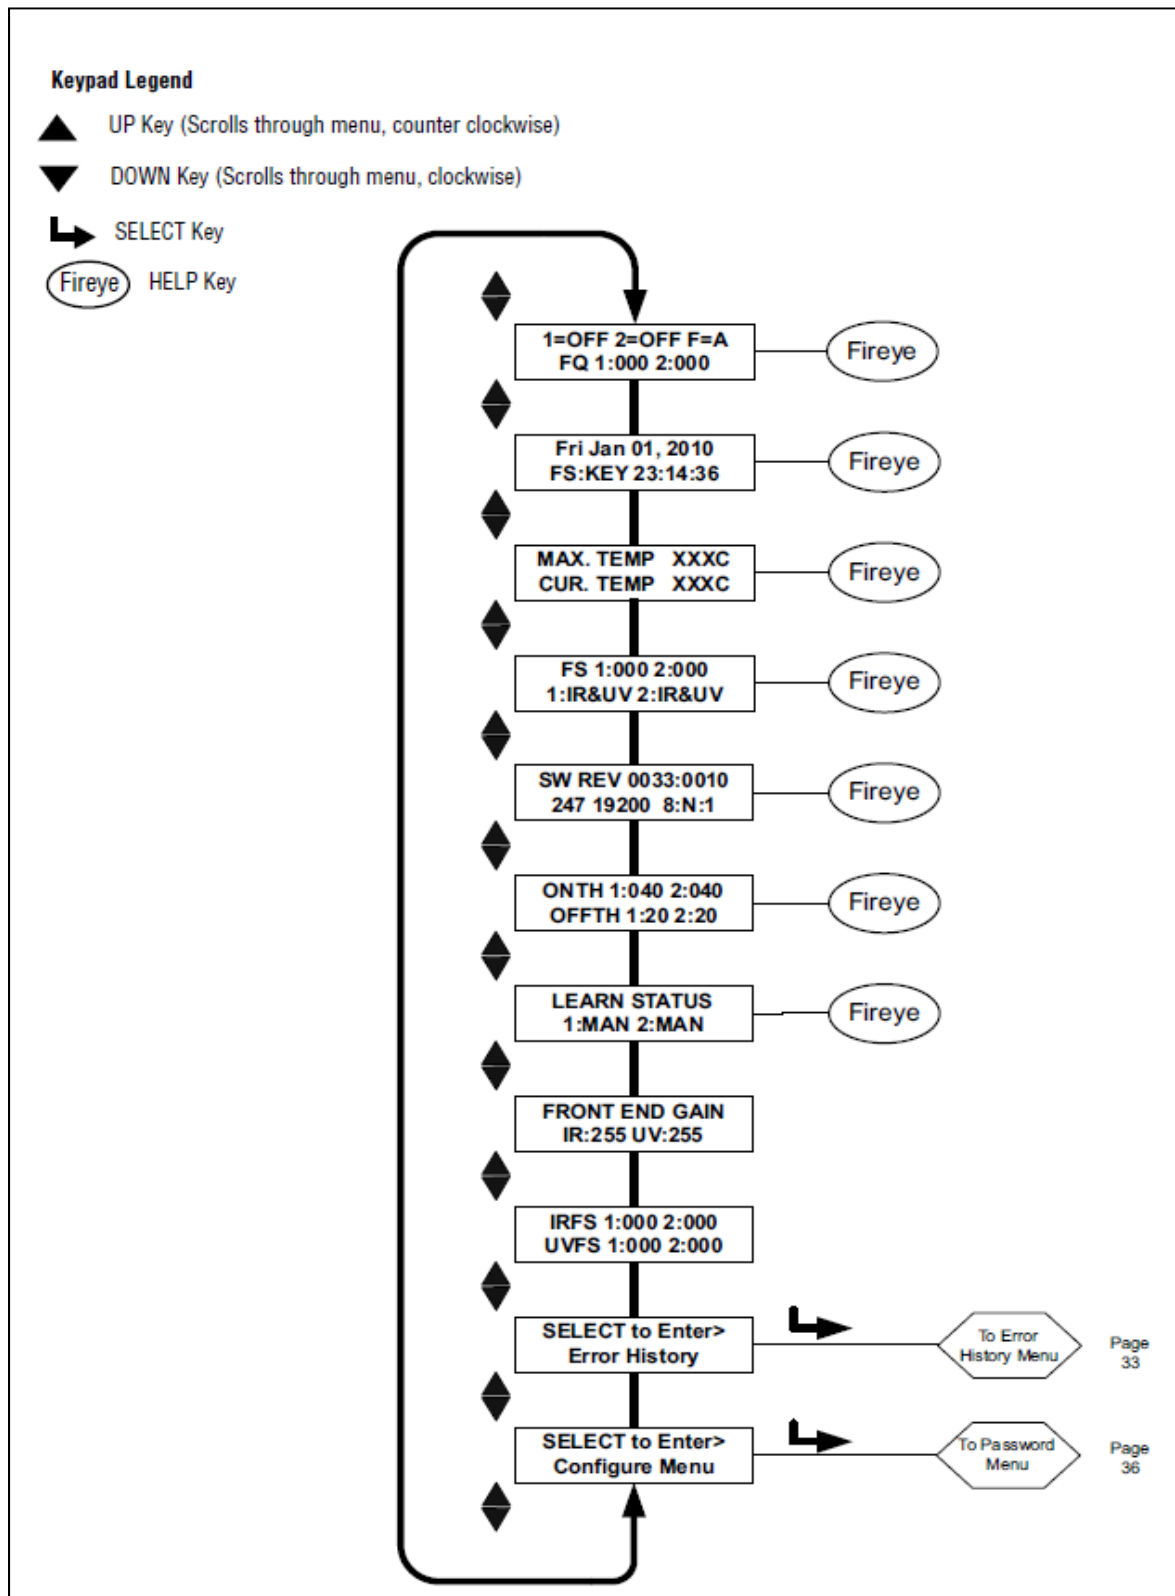 Keypad Legend
UP Key (Scrolls through menu, counter clockwise)
DOWN Key (Scrolls through menu, clockwise)
SELECT Key
Fireye HELP Key
1=OFF 2=OFF F=A
FQ 1:000 2:000
Fireye
Fri Jan 01, 2010
FS:KEY 23:14:36
Fireye
MAX. TEMP XXXC
CUR. TEMP XXXC
Fireye
FS 1:000 2:000
1:IR&UV 2:IR&UV
Fireye
SW REV 0033:0010
247 19200 8:N:1
Fireye
ONTH 1:040 2:040
OFFTH 1:20 2:20
Fireye
LEARN STATUS
1:MAN 2:MAN
Fireye
FRONT END GAIN
IR:255 UV:255
IRFS 1:000 2:000
UVFS 1:000 2:000
SELECT to Enter>
Error History
To Error
History Menu
Page
33
SELECT to Enter>
Configure Menu
To Password
Menu
Page
36